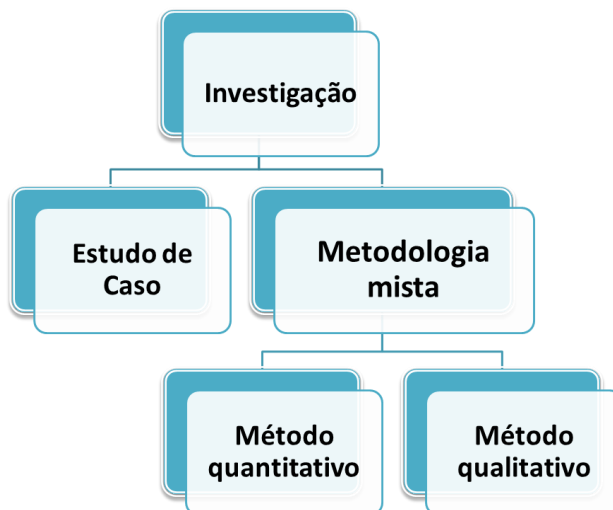 Investigação
Estudo de
Caso
Metodologia
mista
Método
quantitativo
Método
qualitativo